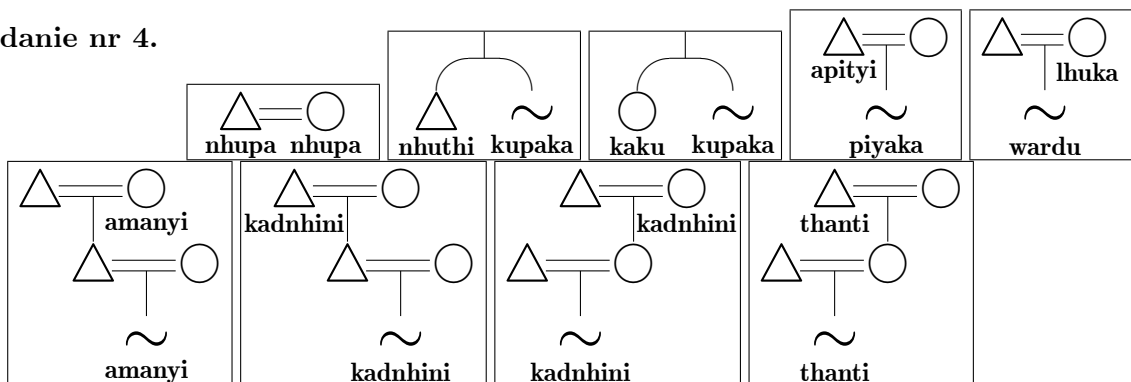 danie nr 4.
apityi lhuka
nhupa nhupa nhuthi kupaka kaku kupaka piyaka wardu
amanyi kadnhini kadnhini thanti
amanyi kadnhini kadnhini thanti